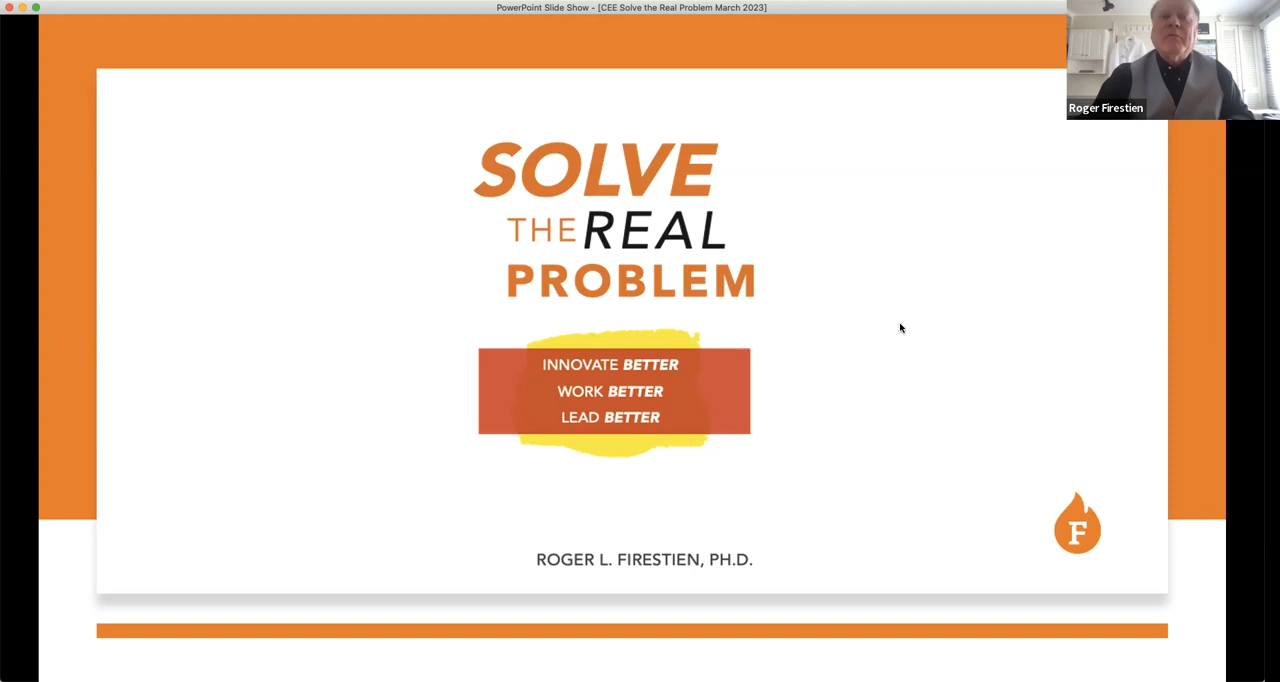 PowerPoint Slide Show - [CEE Solve the Real Problem March 2023]
Roger Firestien
SOLVE
THE REAL
PROBLEM
INNOVATE BETTER
WORK BETTER
LEAD BETTER
F
ROGER L. FIRESTIEN, PH.D.